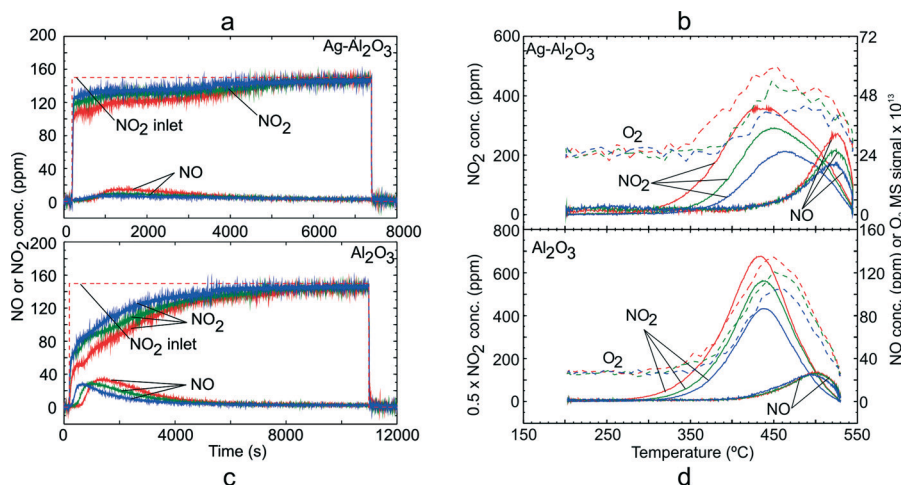 a
b
200
160
120
80
40
0
Ag-Al2O3
NO2 inlet
NO2
NO
0 2000 4000 6000 8000
200
160
120
80
40
0
Al2O3
NO2
NO2 inlet
NO
0 4000 8000 12000
Time (s)
NO or NO2 conc. (ppm)
c
600
400
200
0
Ag-Al2O3
O2
NO2
NO
72
60
48
36
24
12
0
NO2 conc. (ppm)
800
600
400
200
0
Al2O3
NO2
O2
NO
160
120
80
40
0
0.5 x NO2 conc. (ppm)
150 250 350 450 550
Temperature (ºC)
NO conc. (ppm) or O2 MS signal x 10^13
d